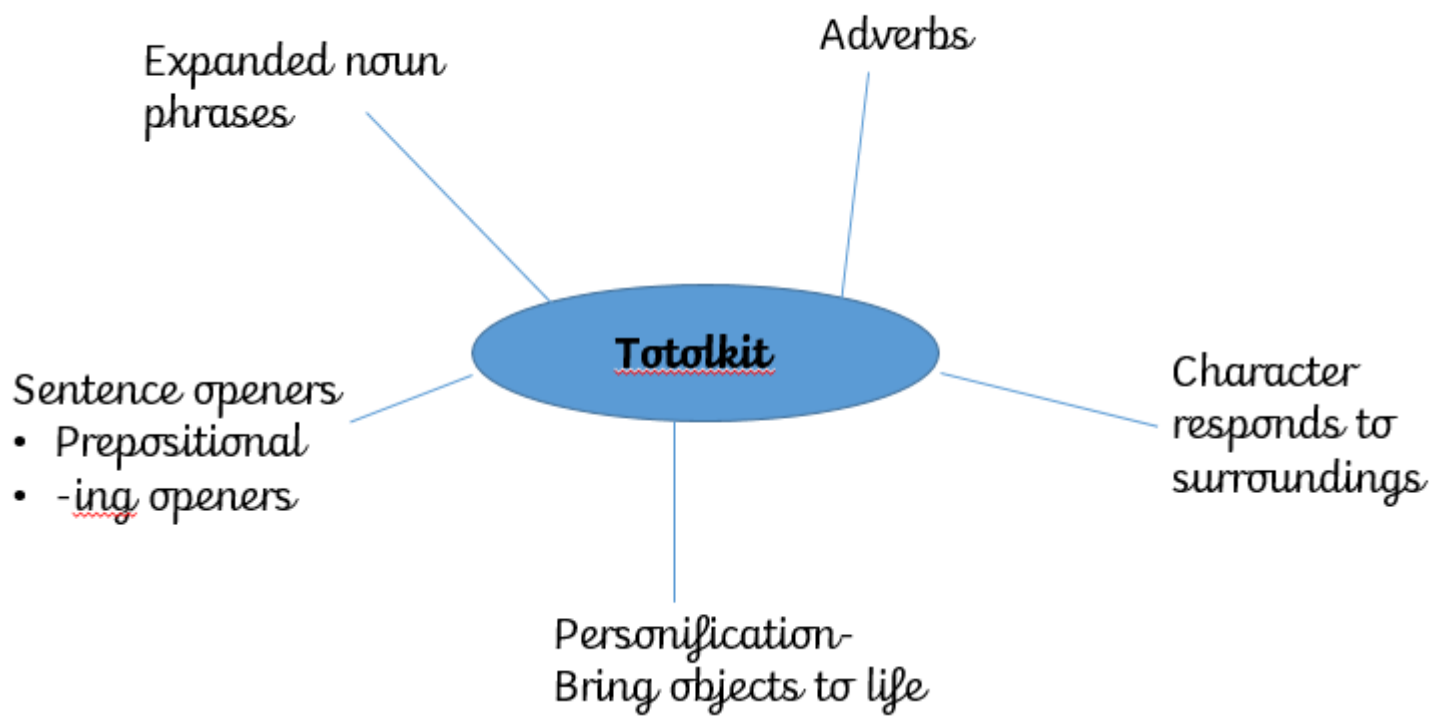 Expanded noun
phrases
Adverbs
Totolkit
Sentence openers
• Prepositional
• -ing openers
Character
responds to
surroundings
Personification-
Bring objects to life